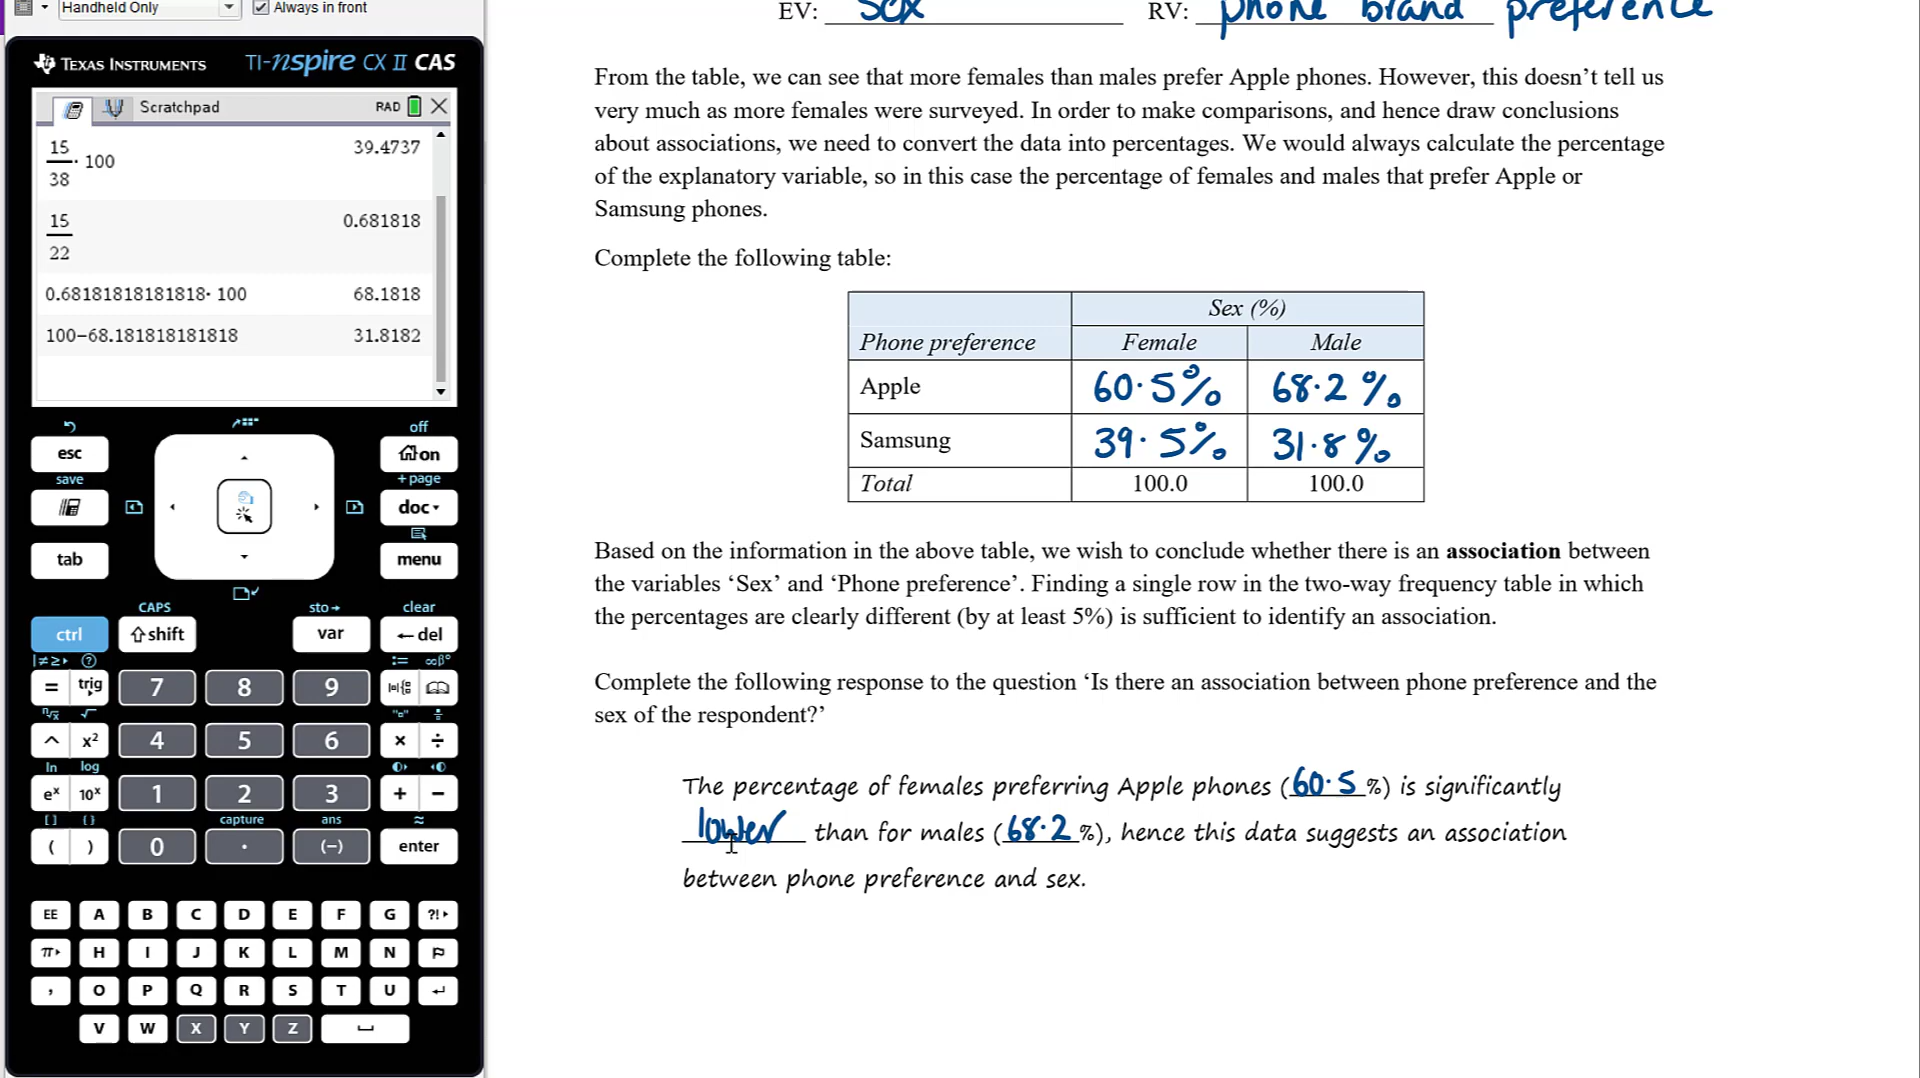 Handheld Only
Always in front
TEXAS INSTRUMENTS TI-nspire CX II CAS
Scratchpad RAD
15/38 · 100 39.4737
15/22 0.681818
0.68181818181818·100 68.1818
100−68.181818181818 31.8182
off
esc on
save + page
doc
tab menu
CAPS sto→ clear
ctrl shift var ← del
|≠≥▸ ? := ∞β°
= trig 7 8 9
ⁿ√x √
^ x² 4 5 6 × ÷
ln log
eˣ 10ˣ 1 2 3 + −
[ ] { } capture ans ≈
( ) 0 . (−) enter
EE A B C D E F G ?!▸
π▸ H I J K L M N
, O P Q R S T U ↵
V W X Y Z
EV: Sex RV: phone brand preference
From the table, we can see that more females than males prefer Apple phones. However, this doesn’t tell us
very much as more females were surveyed. In order to make comparisons, and hence draw conclusions
about associations, we need to convert the data into percentages. We would always calculate the percentage
of the explanatory variable, so in this case the percentage of females and males that prefer Apple or
Samsung phones.
Complete the following table:
Sex (%)
Phone preference Female Male
Apple 60.5% 68.2%
Samsung 39.5% 31.8%
Total 100.0 100.0
Based on the information in the above table, we wish to conclude whether there is an association between
the variables ‘Sex’ and ‘Phone preference’. Finding a single row in the two-way frequency table in which
the percentages are clearly different (by at least 5%) is sufficient to identify an association.
Complete the following response to the question ‘Is there an association between phone preference and the
sex of the respondent?’
The percentage of females preferring Apple phones (60.5%) is significantly
lower than for males (68.2%), hence this data suggests an association
between phone preference and sex.